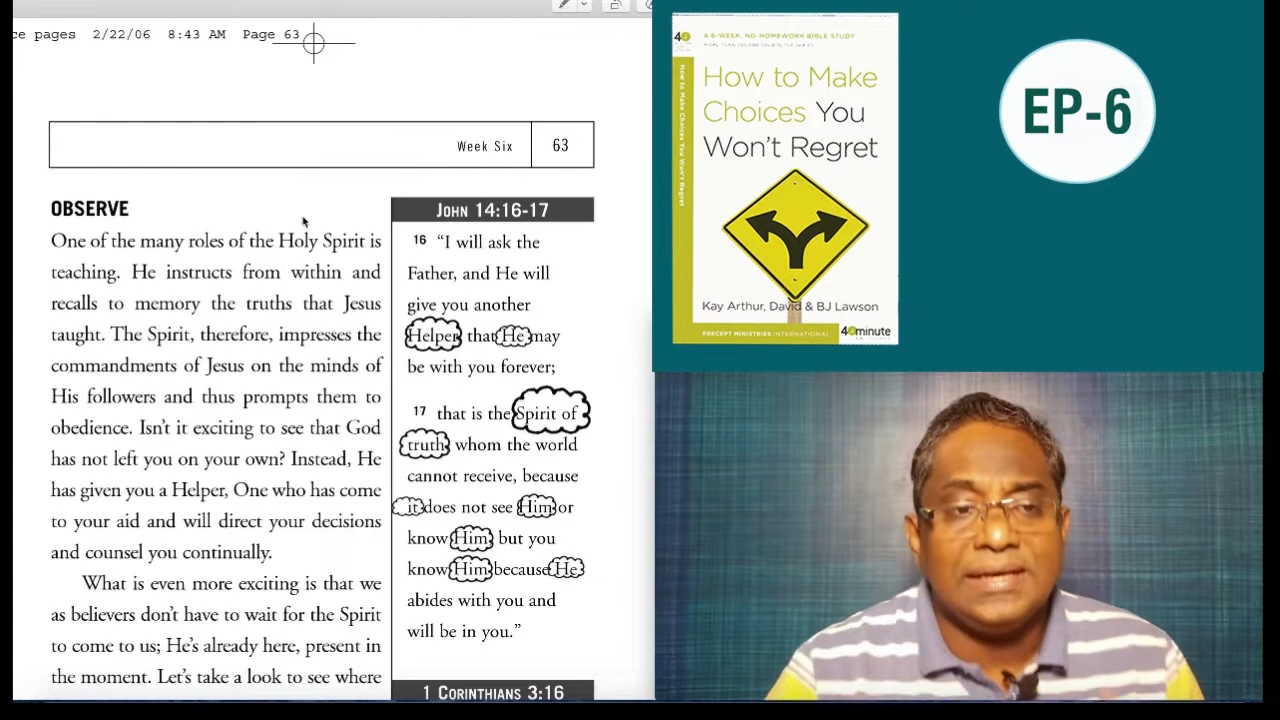 ce pages 2/22/06 8:43 AM Page 63
Week Six 63
OBSERVE
One of the many roles of the Holy Spirit is
teaching. He instructs from within and
recalls to memory the truths that Jesus
taught. The Spirit, therefore, impresses the
commandments of Jesus on the minds of
His followers and thus prompts them to
obedience. Isn't it exciting to see that God
has not left you on your own? Instead, He
has given you a Helper, One who has come
to your aid and will direct your decisions
and counsel you continually.
What is even more exciting is that we
as believers don't have to wait for the Spirit
to come to us; He's already here, present in
the moment. Let's take a look to see where
JOHN 14:16-17
16 “I will ask the
Father, and He will
give you another
Helper that He may
be with you forever;
17 that is the Spirit of
truth whom the world
cannot receive, because
it does not see Him or
know Him but you
know Him because He
abides with you and
will be in you.”
1 CORINTHIANS 3:16
A 6-WEEK, NO-HOMEWORK BIBLE STUDY
How to Make
Choices You
Won't Regret
How to Make Choices You Won't Regret
Kay Arthur, David & BJ Lawson
PRECEPT MINISTRIES INTERNATIONAL
40 minute
EP-6